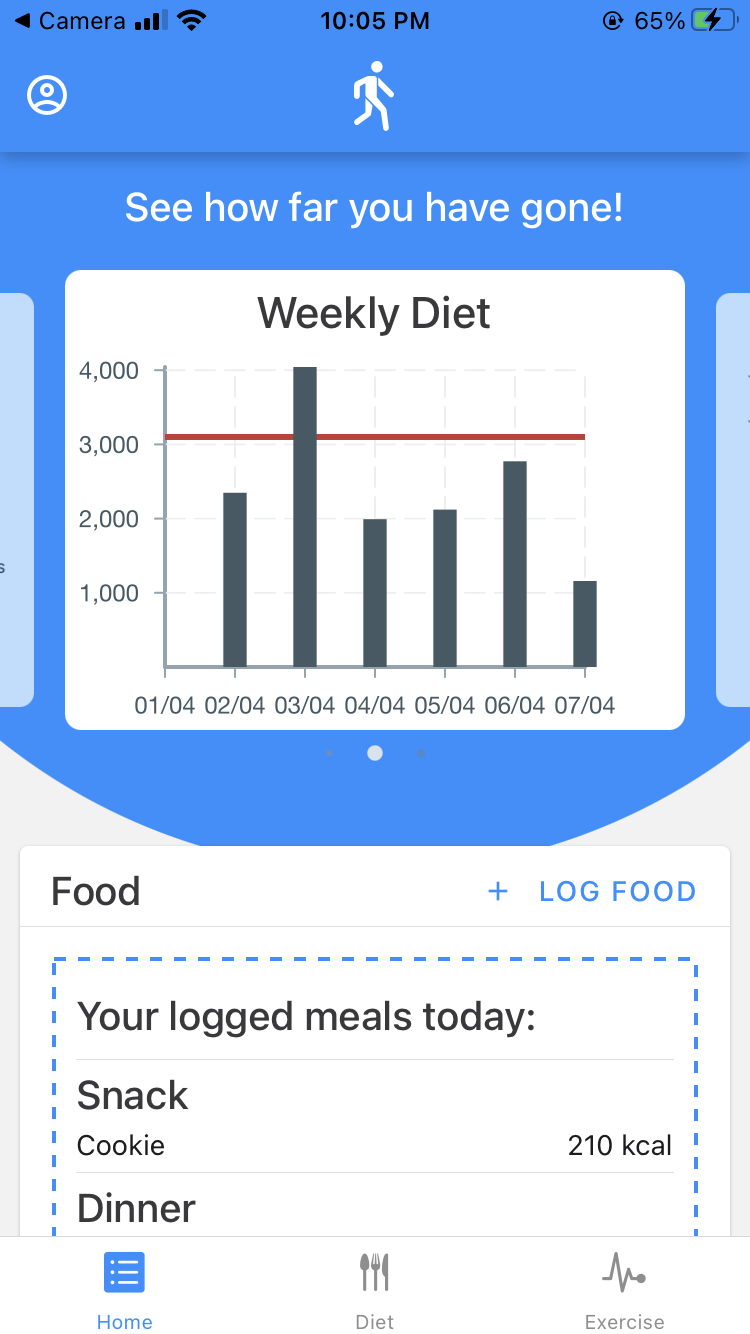 Camera 10:05 PM 65%
See how far you have gone!
Weekly Diet
4,000
3,000
2,000
1,000
01/04 02/04 03/04 04/04 05/04 06/04 07/04
s
Food + LOG FOOD
Your logged meals today:
Snack
Cookie 210 kcal
Dinner
Home Diet Exercise